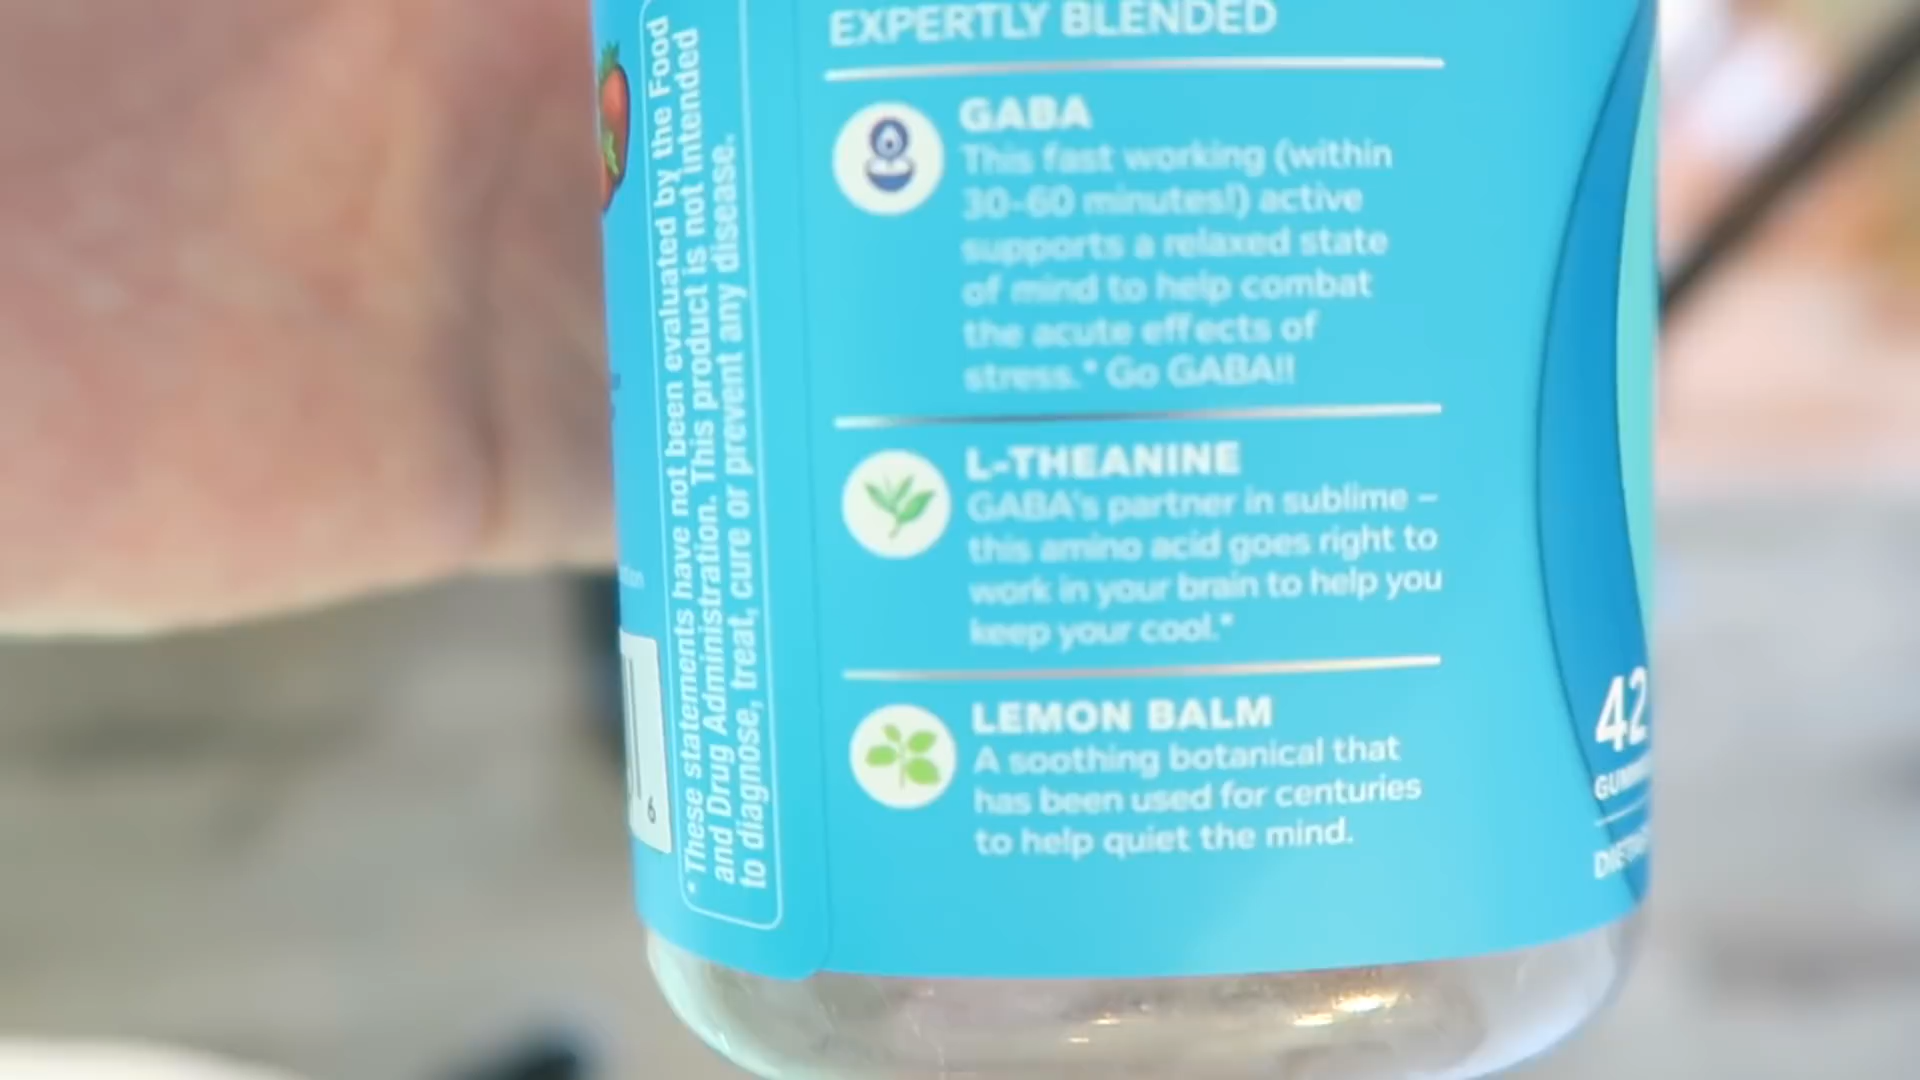 EXPERTLY BLENDED
GABA
This fast working (within
30-60 minutes!) active
supports a relaxed state
of mind to help combat
the acute effects of
stress.* Go GABA!!
L-THEANINE
GABA's partner in sublime –
this amino acid goes right to
work in your brain to help you
keep your cool.*
LEMON BALM
A soothing botanical that
has been used for centuries
to help quiet the mind.
*These statements have not been evaluated by the Food
and Drug Administration. This product is not intended
to diagnose, treat, cure or prevent any disease.
6
42